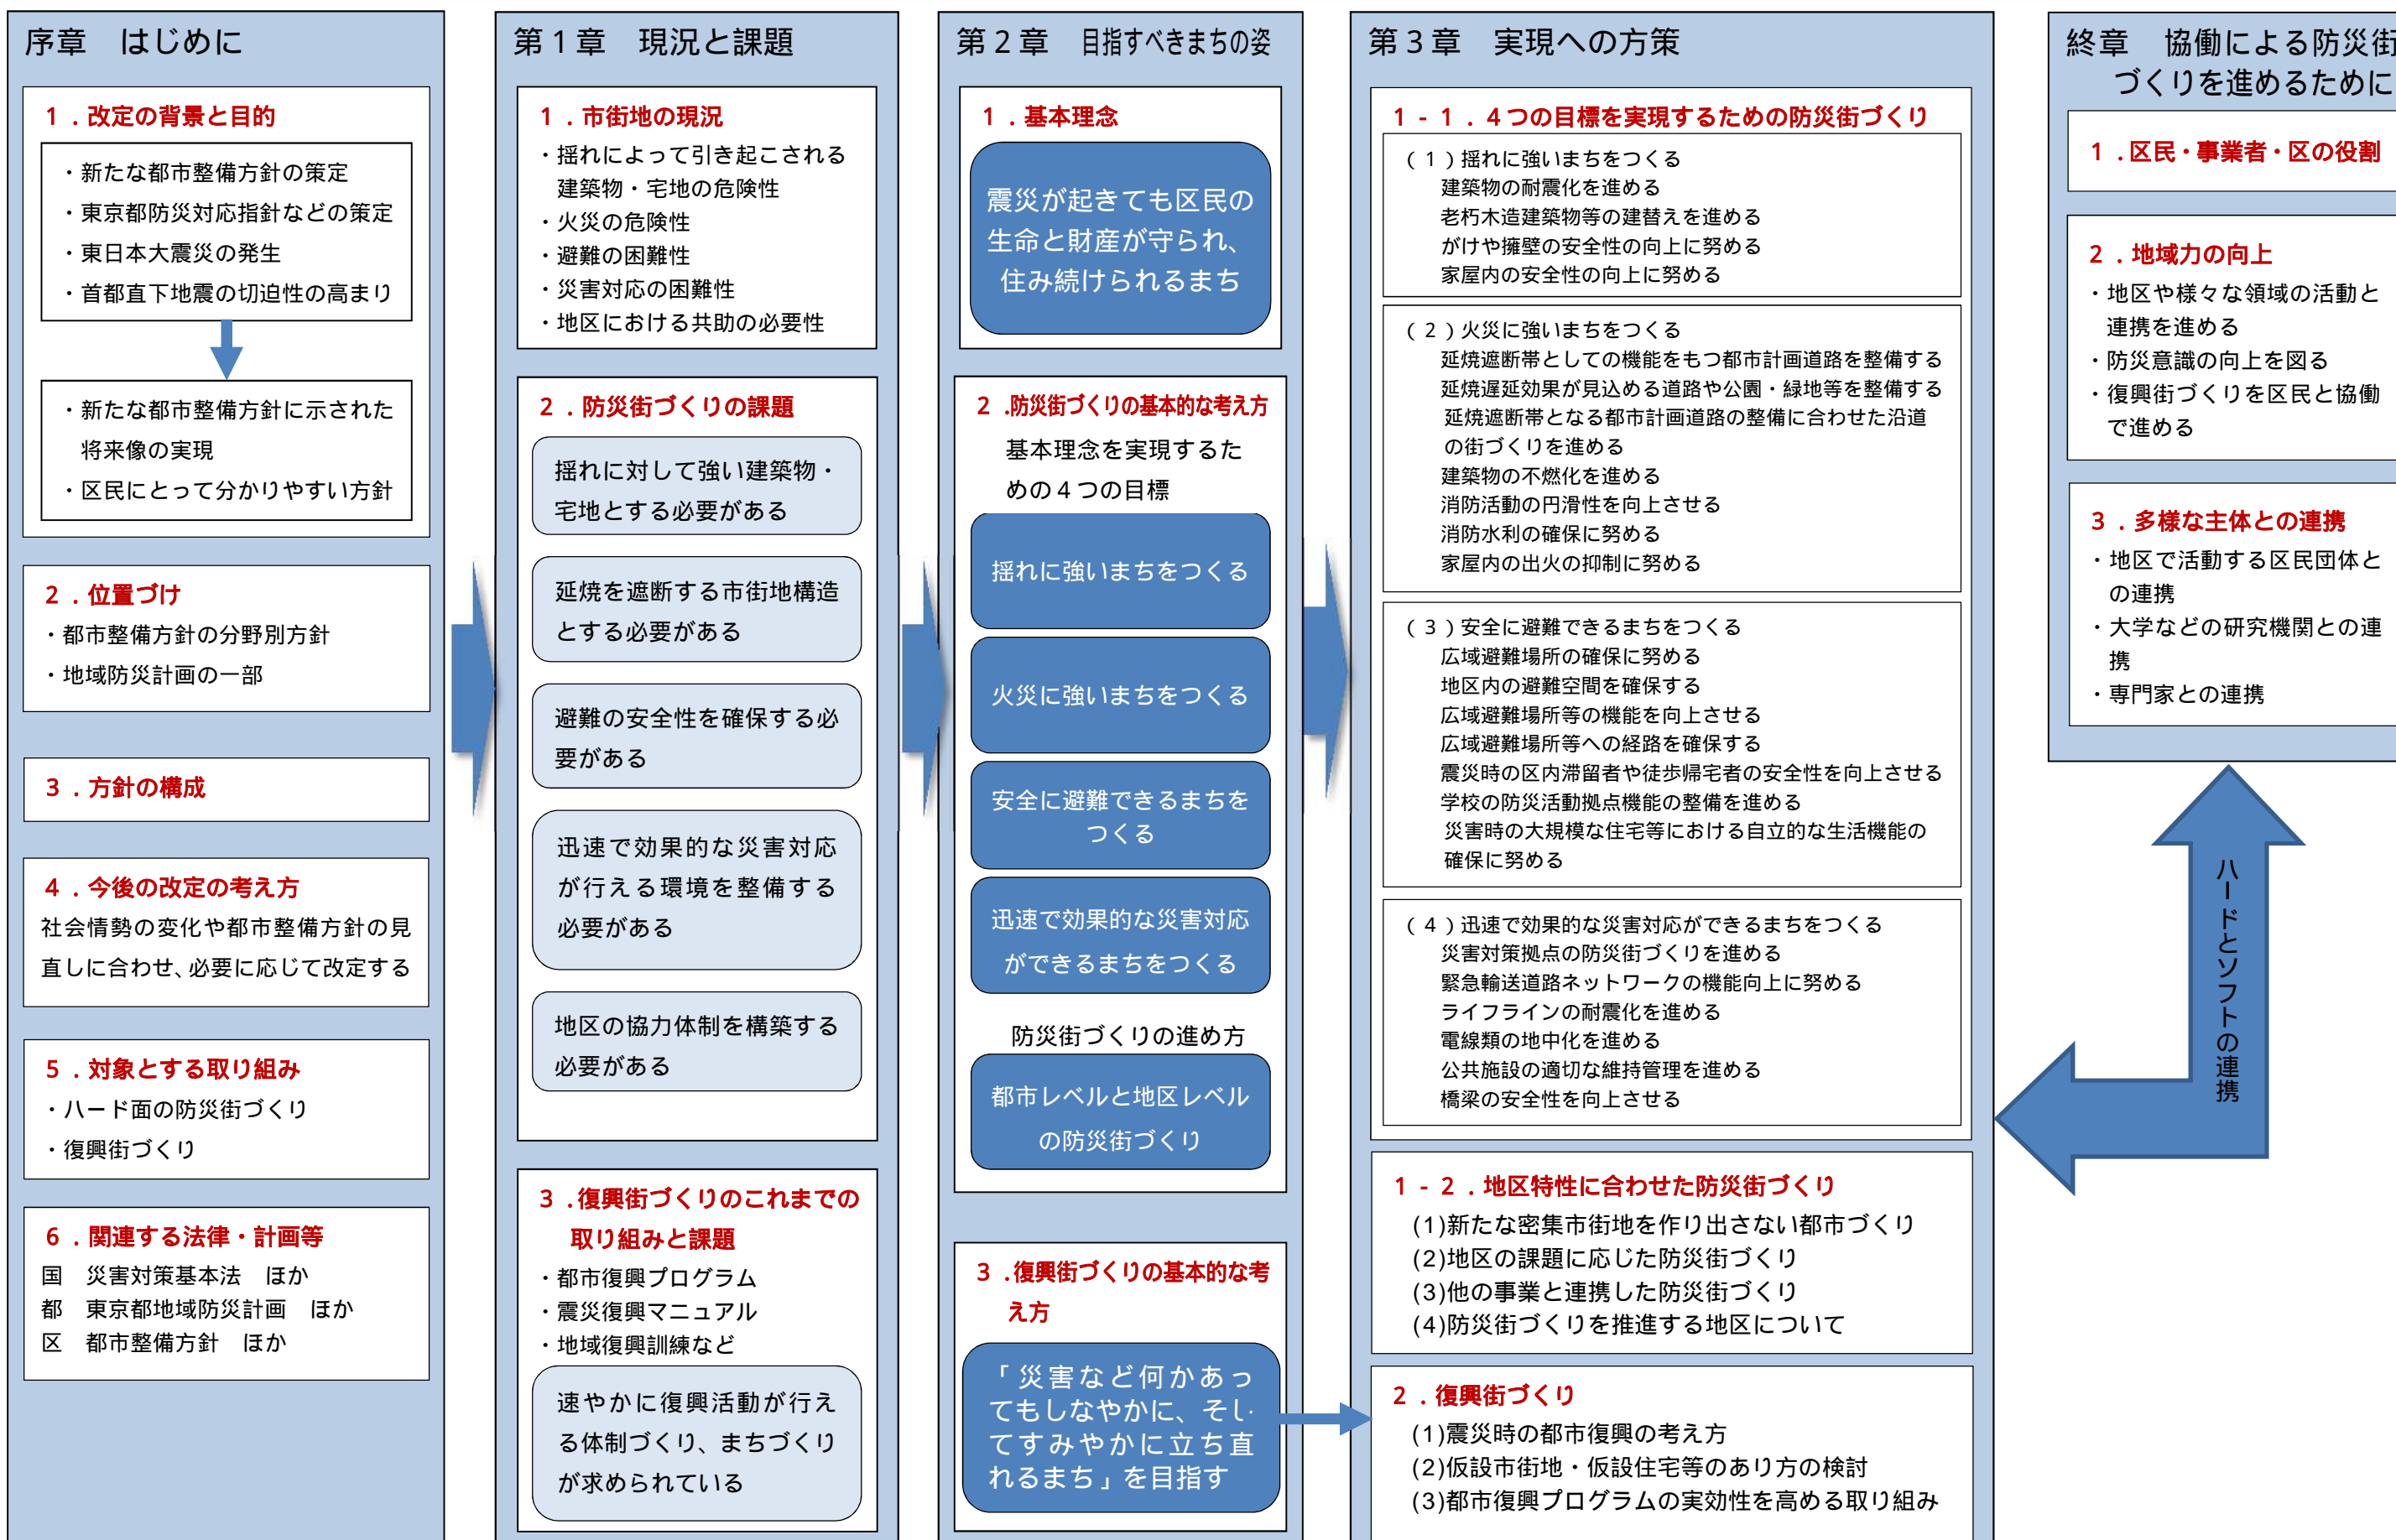 序章　はじめに
１．改定の背景と目的
・新たな都市整備方針の策定
・東京都防災対応指針などの策定
・東日本大震災の発生
・首都直下地震の切迫性の高まり
・新たな都市整備方針に示された
将来像の実現
・区民にとって分かりやすい方針
２．位置づけ
・都市整備方針の分野別方針
・地域防災計画の一部
３．方針の構成
４．今後の改定の考え方
社会情勢の変化や都市整備方針の見
直しに合わせ、必要に応じて改定する
５．対象とする取り組み
・ハード面の防災街づくり
・復興街づくり
６．関連する法律・計画等
国　災害対策基本法　ほか
都　東京都地域防災計画　ほか
区　都市整備方針　ほか
第１章　現況と課題
１．市街地の現況
・揺れによって引き起こされる
建築物・宅地の危険性
・火災の危険性
・避難の困難性
・災害対応の困難性
・地区における共助の必要性
２．防災街づくりの課題
揺れに対して強い建築物・
宅地とする必要がある
延焼を遮断する市街地構造
とする必要がある
避難の安全性を確保する必
要がある
迅速で効果的な災害対応
が行える環境を整備する
必要がある
地区の協力体制を構築する
必要がある
３.復興街づくりのこれまでの
取り組みと課題
・都市復興プログラム
・震災復興マニュアル
・地域復興訓練など
速やかに復興活動が行え
る体制づくり、まちづくり
が求められている
第２章　目指すべきまちの姿
１．基本理念
震災が起きても区民の
生命と財産が守られ、
住み続けられるまち
２.防災街づくりの基本的な考え方
基本理念を実現するた
めの４つの目標
揺れに強いまちをつくる
火災に強いまちをつくる
安全に避難できるまちを
つくる
迅速で効果的な災害対応
ができるまちをつくる
防災街づくりの進め方
都市レベルと地区レベル
の防災街づくり
３.復興街づくりの基本的な考
え方
「災害など何かあっ
てもしなやかに、そし
てすみやかに立ち直
れるまち」を目指す
第３章　実現への方策
１-１．４つの目標を実現するための防災街づくり
（１）揺れに強いまちをつくる
建築物の耐震化を進める
老朽木造建築物等の建替えを進める
がけや擁壁の安全性の向上に努める
家屋内の安全性の向上に努める
（２）火災に強いまちをつくる
延焼遮断帯としての機能をもつ都市計画道路を整備する
延焼遅延効果が見込める道路や公園・緑地等を整備する
延焼遮断帯となる都市計画道路の整備に合わせた沿道
の街づくりを進める
建築物の不燃化を進める
消防活動の円滑性を向上させる
消防水利の確保に努める
家屋内の出火の抑制に努める
（３）安全に避難できるまちをつくる
広域避難場所の確保に努める
地区内の避難空間を確保する
広域避難場所等の機能を向上させる
広域避難場所等への経路を確保する
震災時の区内滞留者や徒歩帰宅者の安全性を向上させる
学校の防災活動拠点機能の整備を進める
災害時の大規模な住宅等における自立的な生活機能の
確保に努める
（４）迅速で効果的な災害対応ができるまちをつくる
災害対策拠点の防災街づくりを進める
緊急輸送道路ネットワークの機能向上に努める
ライフラインの耐震化を進める
電線類の地中化を進める
公共施設の適切な維持管理を進める
橋梁の安全性を向上させる
１-２．地区特性に合わせた防災街づくり
(1)新たな密集市街地を作り出さない都市づくり
(2)地区の課題に応じた防災街づくり
(3)他の事業と連携した防災街づくり
(4)防災街づくりを推進する地区について
２．復興街づくり
(1)震災時の都市復興の考え方
(2)仮設市街地・仮設住宅等のあり方の検討
(3)都市復興プログラムの実効性を高める取り組み
終章　協働による防災街
づくりを進めるために
１.区民・事業者・区の役割
２．地域力の向上
・地区や様々な領域の活動と
連携を進める
・防災意識の向上を図る
・復興街づくりを区民と協働
で進める
３．多様な主体との連携
・地区で活動する区民団体と
の連携
・大学などの研究機関との連
携
・専門家との連携
ハードとソフトの連携